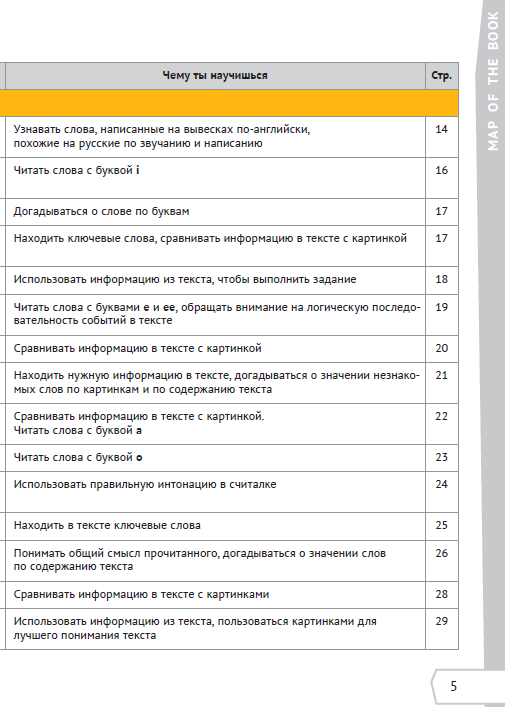 MAP OF THE BOOK
Чему ты научишься Стр.
Узнавать слова, написанные на вывесках по-английски,
похожие на русские по звучанию и написанию 14
Читать слова с буквой i 16
Догадываться о слове по буквам 17
Находить ключевые слова, сравнивать информацию в тексте с картинкой 17
Использовать информацию из текста, чтобы выполнить задание 18
Читать слова с буквами e и ee, обращать внимание на логическую последо-
вательность событий в тексте 19
Сравнивать информацию в тексте с картинкой 20
Находить нужную информацию в тексте, догадываться о значении незнако-
мых слов по картинкам и по содержанию текста 21
Сравнивать информацию в тексте с картинкой.
Читать слова с буквой a 22
Читать слова с буквой o 23
Использовать правильную интонацию в считалке 24
Находить в тексте ключевые слова 25
Понимать общий смысл прочитанного, догадываться о значении слов
по содержанию текста 26
Сравнивать информацию в тексте с картинками 28
Использовать информацию из текста, пользоваться картинками для
лучшего понимания текста 29
5